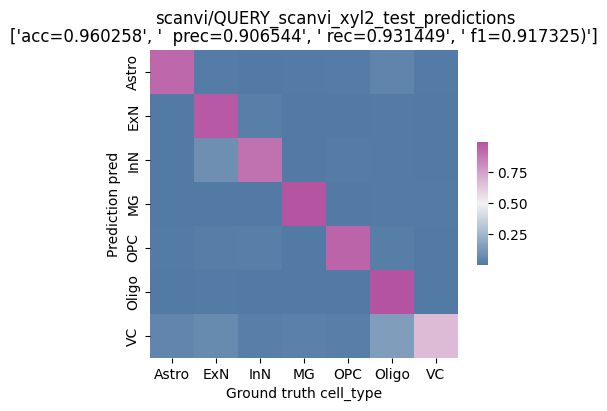 scanvi/QUERY_scanvi_xyl2_test_predictions
['acc=0.960258', '  prec=0.906544', ' rec=0.931449', ' f1=0.917325)']
Astro
ExN
InN
MG
OPC
Oligo
VC
Prediction pred
0.75
0.50
0.25
Astro ExN InN MG OPC Oligo VC
Ground truth cell_type